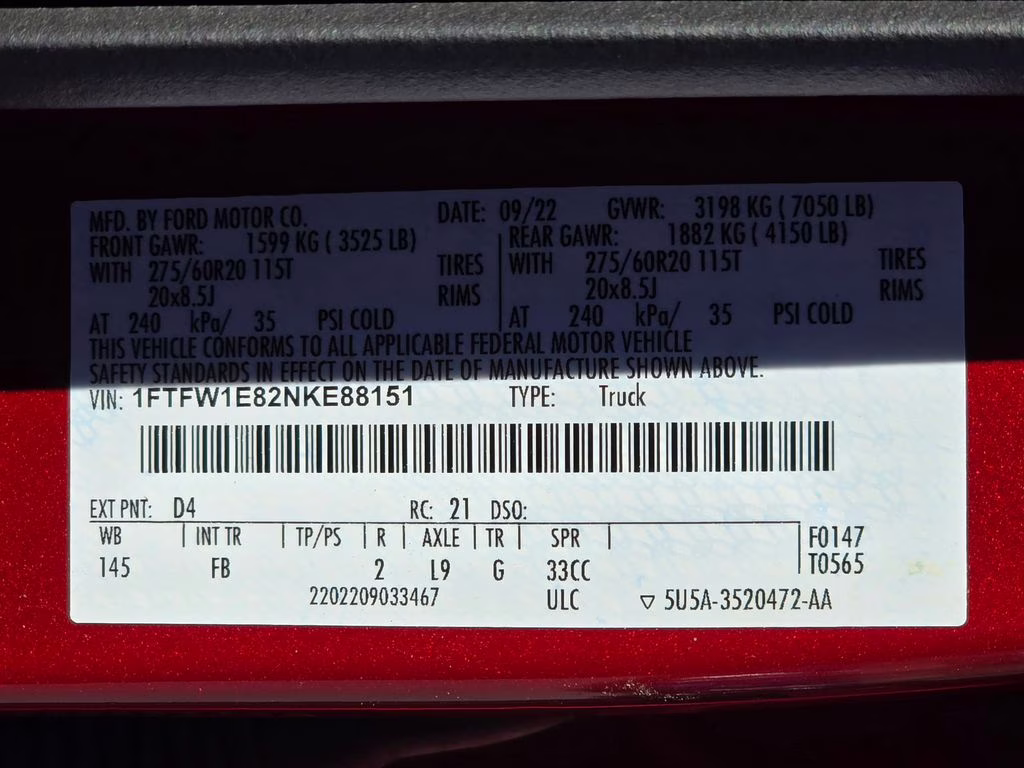 MFD. BY FORD MOTOR CO. DATE: 09/22 GVWR: 3198 KG ( 7050 LB)
FRONT GAWR: 1599 KG ( 3525 LB) REAR GAWR: 1882 KG ( 4150 LB)
WITH 275/60R20 115T TIRES WITH 275/60R20 115T TIRES
20x8.5J RIMS 20x8.5J RIMS
AT 240 kPa/ 35 PSI COLD AT 240 kPa/ 35 PSI COLD
THIS VEHICLE CONFORMS TO ALL APPLICABLE FEDERAL MOTOR VEHICLE
SAFETY STANDARDS IN EFFECT ON THE DATE OF MANUFACTURE SHOWN ABOVE.
VIN: 1FTFW1E82NKE88151 TYPE: Truck
EXT PNT: D4 RC: 21 DSO:
WB INT TR TP/PS R AXLE TR SPR F0147
145 FB 2 L9 G 33CC T0565
2202209033467 ULC ▽ 5U5A-3520472-AA